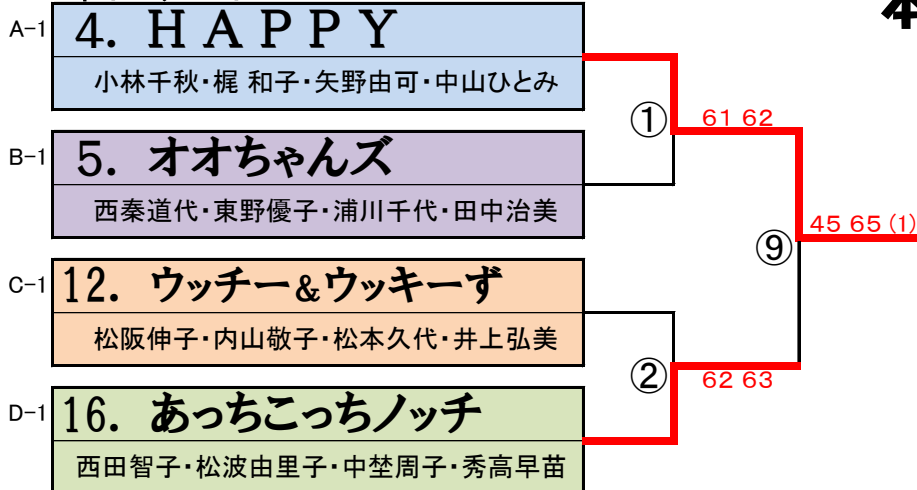 A-1
4. ＨＡＰＰＹ
小林千秋・梶 和子・矢野由可・中山ひとみ
① 61 62
B-1
5. オオちゃんズ
西秦道代・東野優子・浦川千代・田中治美
⑨ 45 65 (1)
C-1
12. ウッチー&ウッキーず
松阪伸子・内山敬子・松本久代・井上弘美
② 62 63
D-1
16. あっちこっちノッチ
西田智子・松波由里子・中埜周子・秀高早苗